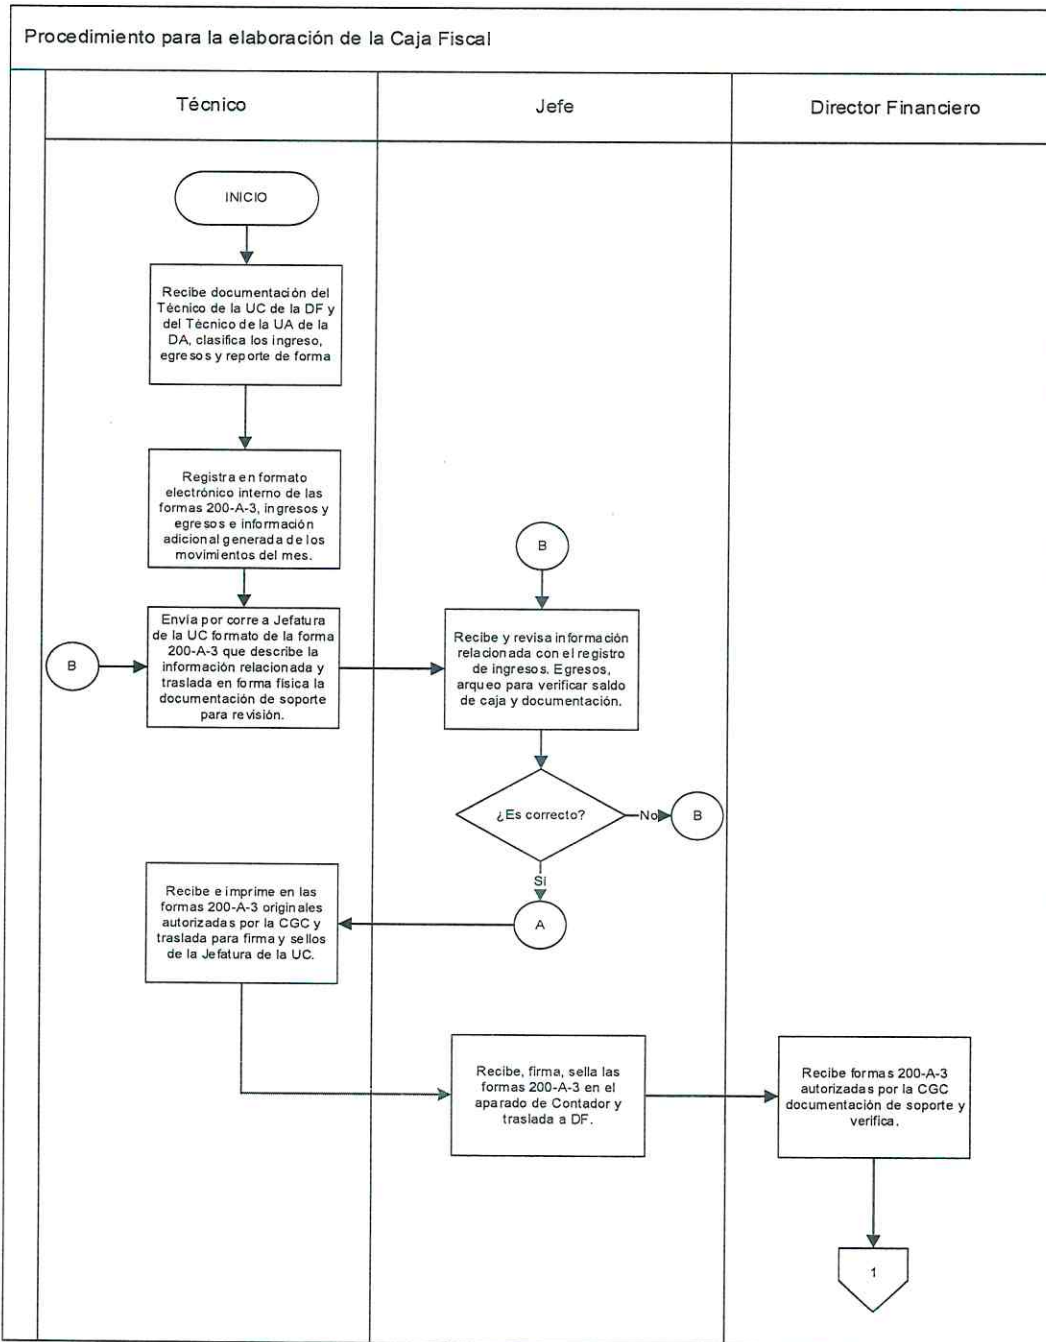 Procedimiento para la elaboración de la Caja Fiscal
Técnico
Jefe
Director Financiero
INICIO
Recibe documentación del
Técnico de la UC de la DF y
del Técnico de la UA de la
DA, clasifica los ingreso,
egresos y reporte de forma
Registra en formato
electrónico interno de las
formas 200-A-3, ingresos y
egresos e información
adicional generada de los
movimientos del mes.
B
B
Envía por corre a Jefatura
de la UC formato de la forma
200-A-3 que describe la
información relacionada y
traslada en forma física la
documentación de soporte
para revisión.
Recibe y revisa información
relacionada con el registro
de ingresos. Egresos,
arqueo para verificar saldo
de caja y documentación.
¿Es correcto?
No
B
Sí
A
Recibe e imprime en las
formas 200-A-3 originales
autorizadas por la CGC y
traslada para firma y sellos
de la Jefatura de la UC.
Recibe, firma, sella las
formas 200-A-3 en el
aparado de Contador y
traslada a DF.
Recibe formas 200-A-3
autorizadas por la CGC
documentación de soporte y
verifica.
1